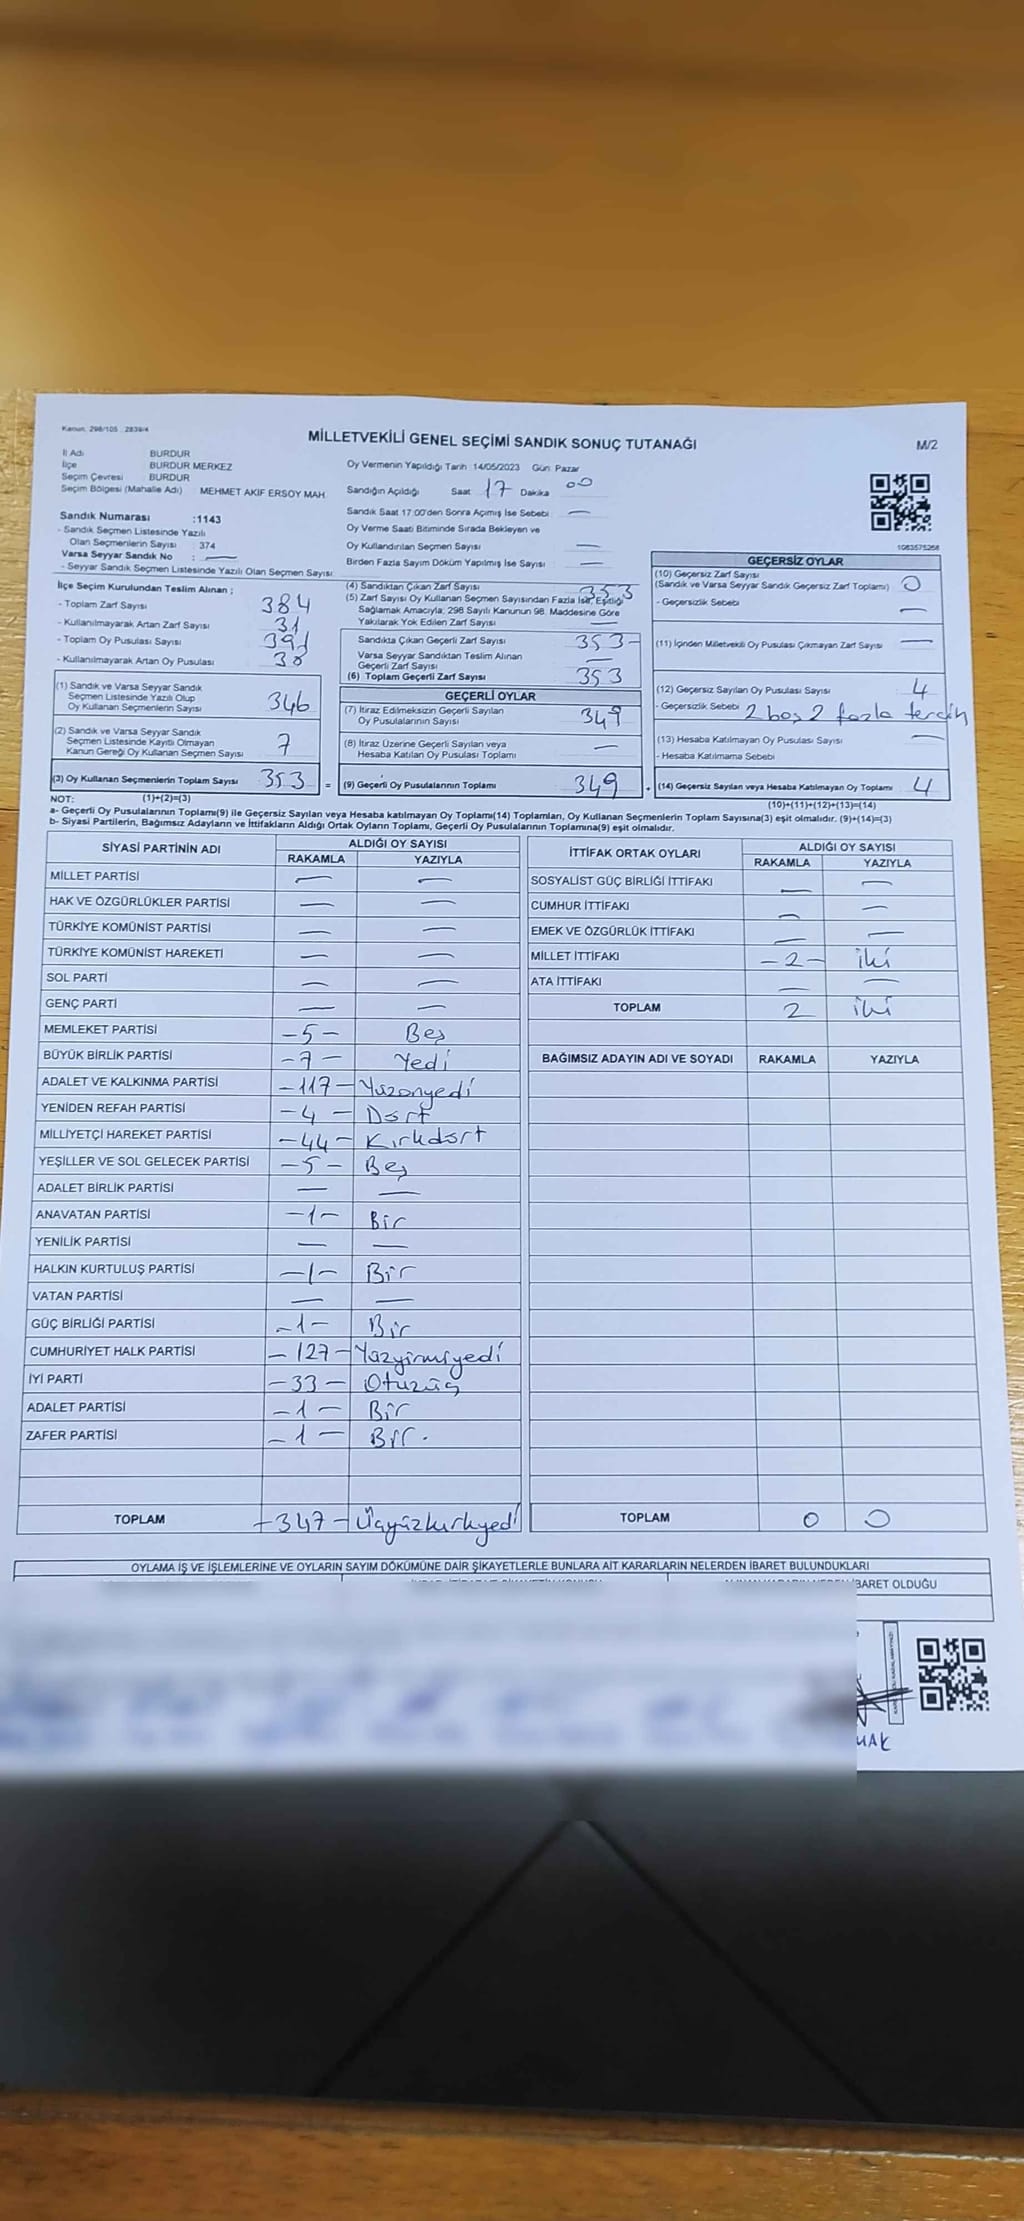 Kanun: 298/105 . 2839/4
MİLLETVEKİLİ GENEL SEÇİMİ SANDIK SONUÇ TUTANAĞI
M/2
İl Adı BURDUR
İlçe BURDUR MERKEZ
Seçim Çevresi BURDUR
Seçim Bölgesi (Mahalle Adı) MEHMET AKİF ERSOY MAH.
Sandık Numarası :1143
- Sandık Seçmen Listesinde Yazılı
Olan Seçmenlerin Sayısı 374
Varsa Seyyar Sandık No : —
- Seyyar Sandık Seçmen Listesinde Yazılı Olan Seçmen Sayısı:
Oy Vermenin Yapıldığı Tarih :14/05/2023 Gün: Pazar
Sandığın Açıldığı Saat 17 Dakika 00
Sandık Saat 17:00'den Sonra Açımış İse Sebebi —
Oy Verme Saati Bitiminde Sırada Bekleyen ve
Oy Kullandırılan Seçmen Sayısı —
Birden Fazla Sayım Döküm Yapılmış İse Sayısı —
1063575256
İlçe Seçim Kurulundan Teslim Alınan ;
- Toplam Zarf Sayısı 384
- Kullanılmayarak Artan Zarf Sayısı 31
- Toplam Oy Pusulası Sayısı 391
- Kullanılmayarak Artan Oy Pusulası 38
(1) Sandık ve Varsa Seyyar Sandık
Seçmen Listesinde Yazılı Olup
Oy Kullanan Seçmenlerin Sayısı 346
(2) Sandık ve Varsa Seyyar Sandık
Seçmen Listesinde Kayıtlı Olmayan
Kanun Gereği Oy Kullanan Seçmen Sayısı 7
(3) Oy Kullanan Seçmenlerin Toplam Sayısı 353 =
(1)+(2)=(3)
(4) Sandıktan Çıkan Zarf Sayısı 353
(5) Zarf Sayısı Oy Kullanan Seçmen Sayısından Fazla İse, Eşitliği
Sağlamak Amacıyla; 298 Sayılı Kanunun 98. Maddesine Göre
Yakılarak Yok Edilen Zarf Sayısı —
Sandıkta Çıkan Geçerli Zarf Sayısı 353-
Varsa Seyyar Sandıktan Teslim Alınan
Geçerli Zarf Sayısı —
(6) Toplam Geçerli Zarf Sayısı 353
GEÇERLİ OYLAR
(7) İtiraz Edilmeksizin Geçerli Sayılan
Oy Pusulalarının Sayısı 349
(8) İtiraz Üzerine Geçerli Sayılan veya
Hesaba Katılan Oy Pusulası Toplamı —
(9) Geçerli Oy Pusulalarının Toplamı 349
GEÇERSİZ OYLAR
(10) Geçersiz Zarf Sayısı
(Sandık ve Varsa Seyyar Sandık Geçersiz Zarf Toplamı) 0
- Geçersizlik Sebebi —
(11) İçinden Milletvekili Oy Pusulası Çıkmayan Zarf Sayısı —
(12) Geçersiz Sayılan Oy Pusulası Sayısı 4
- Geçersizlik Sebebi 2 boş 2 fazla tercih
(13) Hesaba Katılmayan Oy Pusulası Sayısı —
- Hesaba Katılmama Sebebi
(14) Geçersiz Sayılan veya Hesaba Katılmayan Oy Toplamı 4
(10)+(11)+(12)+(13)=(14)
NOT:
a- Geçerli Oy Pusulalarının Toplamı(9) ile Geçersiz Sayılan veya Hesaba katılmayan Oy Toplamı(14) Toplamları, Oy Kullanan Seçmenlerin Toplam Sayısına(3) eşit olmalıdır. (9)+(14)=(3)
b- Siyasi Partilerin, Bağımsız Adayların ve İttifakların Aldığı Ortak Oyların Toplamı, Geçerli Oy Pusulalarının Toplamına(9) eşit olmalıdır.
SİYASİ PARTİNİN ADI ALDIĞI OY SAYISI
RAKAMLA YAZIYLA
MİLLET PARTİSİ — —
HAK VE ÖZGÜRLÜKLER PARTİSİ — —
TÜRKİYE KOMÜNİST PARTİSİ — —
TÜRKİYE KOMÜNİST HAREKETİ — —
SOL PARTİ — —
GENÇ PARTİ — —
MEMLEKET PARTİSİ -5- Beş
BÜYÜK BİRLİK PARTİSİ -7- Yedi
ADALET VE KALKINMA PARTİSİ -117- Yüzonyedi
YENİDEN REFAH PARTİSİ -4- Dört
MİLLİYETÇİ HAREKET PARTİSİ -44- Kırkdört
YEŞİLLER VE SOL GELECEK PARTİSİ -5- Beş
ADALET BİRLİK PARTİSİ — —
ANAVATAN PARTİSİ -1- Bir
YENİLİK PARTİSİ — —
HALKIN KURTULUŞ PARTİSİ -1- Bir
VATAN PARTİSİ — —
GÜÇ BİRLİĞİ PARTİSİ -1- Bir
CUMHURİYET HALK PARTİSİ -127- Yüzyirmiyedi
İYİ PARTİ -33- Otuzüç
ADALET PARTİSİ -1- Bir
ZAFER PARTİSİ -1- Bir.
TOPLAM -347- Üçyüzkırkyedi
İTTİFAK ORTAK OYLARI ALDIĞI OY SAYISI
RAKAMLA YAZIYLA
SOSYALİST GÜÇ BİRLİĞİ İTTİFAKI — —
CUMHUR İTTİFAKI — —
EMEK VE ÖZGÜRLÜK İTTİFAKI — —
MİLLET İTTİFAKI -2- iki
ATA İTTİFAKI — —
TOPLAM 2 iki
BAĞIMSIZ ADAYIN ADI VE SOYADI RAKAMLA YAZIYLA
TOPLAM 0 0
OYLAMA İŞ VE İŞLEMLERİNE VE OYLARIN SAYIM DÖKÜMÜNE DAİR ŞİKAYETLERLE BUNLARA AİT KARARLARIN NELERDEN İBARET BULUNDUKLARI
İBARET OLDUĞU